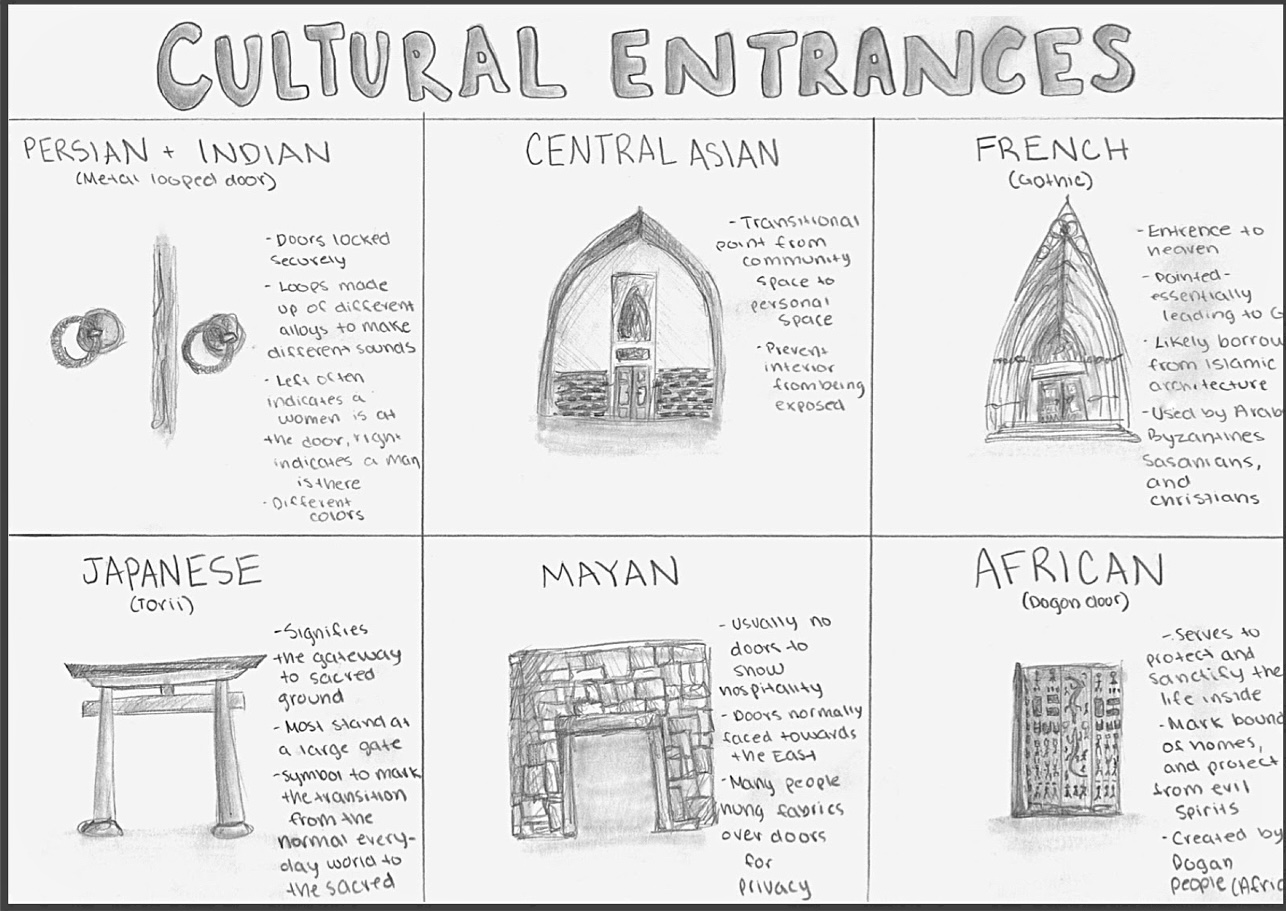 CULTURAL ENTRANCES
PERSIAN + INDIAN
(Metal looped door)
- Doors locked
securely
- Loops made
up of different
alloys to make
different sounds
- Left often
indicates a
women is at
the door, right
indicates a man
is there
- Different
colors
CENTRAL ASIAN
- Transitional
point from
community
space to
personal
space
- Prevent
interior
from being
exposed
FRENCH
(Gothic)
- Entrence to
heaven
- Pointed-
essentially
leading to G
- Likely borrow
from Islamic
architecture
- Used by Arab
Byzantines
Sasanians,
and
christians
JAPANESE
(Torii)
- Signifies
the gateway
to sacred
ground
- Most stand at
a large gate
- symbol to mark
the transition
from the
normal every-
day world to
the sacred
MAYAN
- Usually no
doors to
show
hospitality
- Doors normally
faced towards
the East
- Many people
hung fabrics
over doors
for
privacy
AFRICAN
(Dogon door)
- Serves to
protect and
sanctify the
life inside
- Mark bound
of homes,
and protect
from evil
spirits
- Created by
Dogan
People (Afric